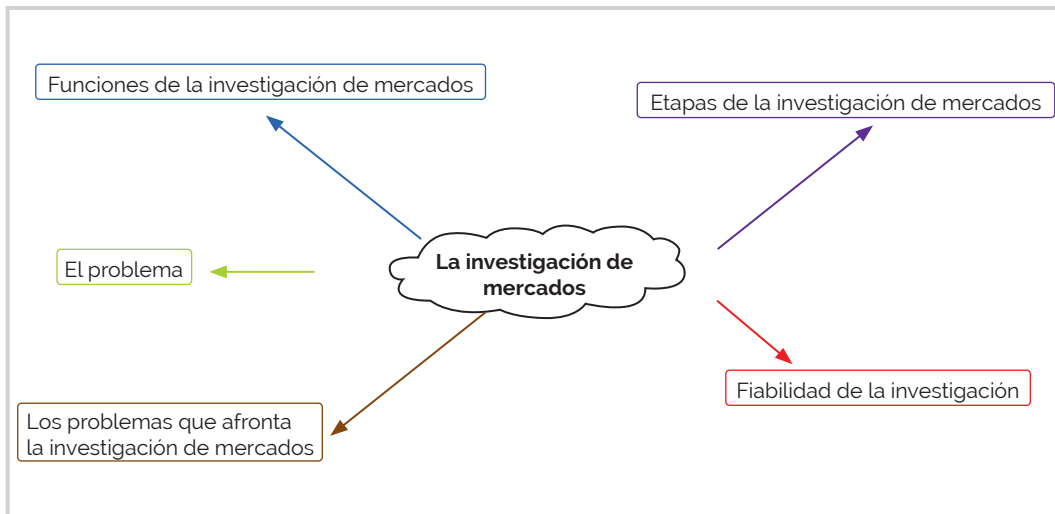 Funciones de la investigación de mercados
Etapas de la investigación de mercados
La investigación de
mercados
El problema
Fiabilidad de la investigación
Los problemas que afronta
la investigación de mercados